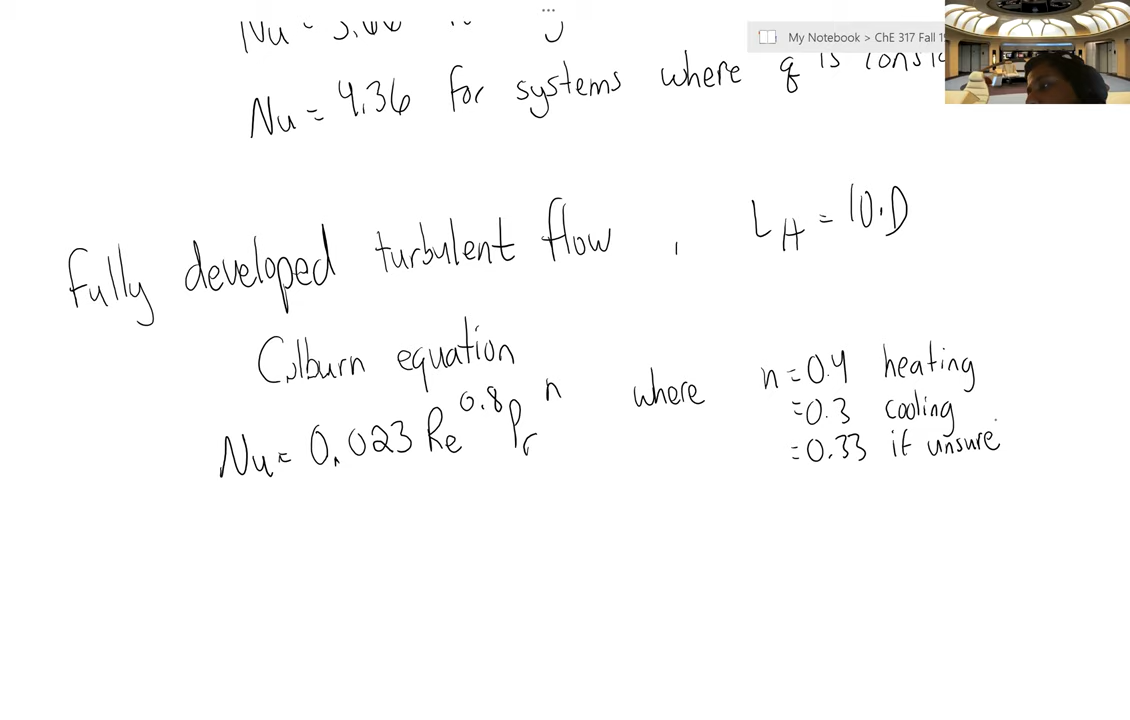 Nu =
My Notebook > ChE 317 Fall 1
Nu = 4.36 for systems where q is
Fully developed turbulent flow , L_H = 10.D
Colburn equation
Nu = 0.023 Re^0.8 Pr^n where n = 0.4 heating
= 0.3 cooling
= 0.33 if unsure